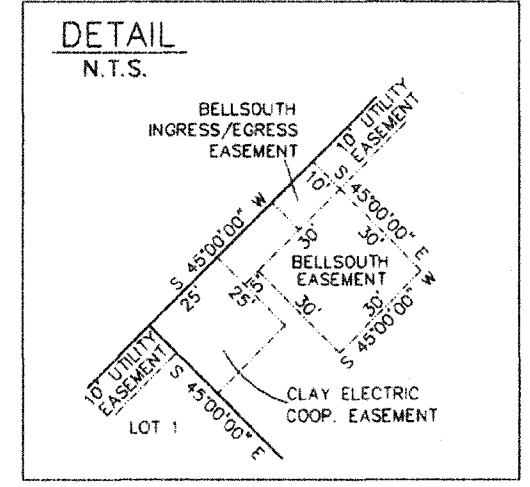 DETAIL
N.T.S.
BELLSOUTH
INGRESS/EGRESS
EASEMENT
10' UTILITY
EASEMENT
10'
S 45°00'00" E
S 45°00'00" W
30'
30'
BELLSOUTH
EASEMENT
25'
25'
5'
30'
30'
S 45°00'00" W
10' UTILITY
EASEMENT
S 45°00'00" E
LOT 1
CLAY ELECTRIC
COOP. EASEMENT